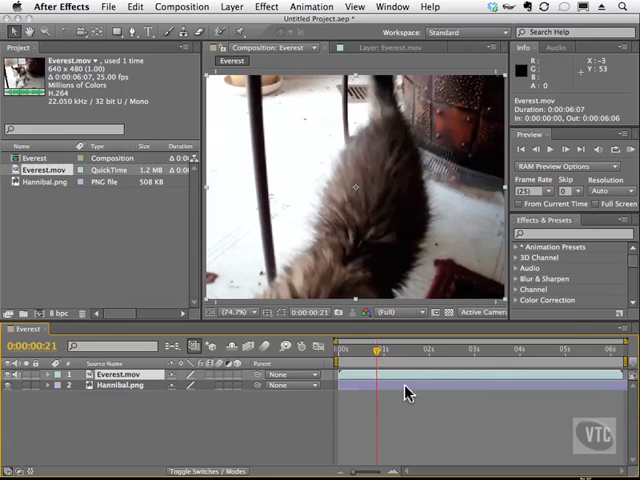 After Effects File Edit Composition Layer Effect Animation View Window Help
Untitled Project.aep *
Workspace: Standard Search Help
Project
Everest.mov ▼, used 1 time
640 x 480 (1.00)
Δ 0:00:06:07, 25.00 fps
Millions of Colors
H.264
22.050 kHz / 32 bit U / Mono
Name Type Size Duration
Everest Composition Δ 0:0
Everest.mov QuickTime 1.2 MB Δ 0:0
Hannibal.png PNG file 508 KB
8 bpc
Composition: Everest Layer: Everest.mov
Everest
(74.7%) 0:00:00:21 (Full) Active Camera
Info Audio
R: X: -3
G: Y: 53
B:
A: 0
Everest.mov
Duration: 0:00:06:07
In: 0:00:00:00, Out: 0:00:06:06
Preview
RAM Preview Options
Frame Rate Skip Resolution
(25) 0 Auto
From Current Time Full Screen
Effects & Presets
* Animation Presets
3D Channel
Audio
Blur & Sharpen
Channel
Color Correction
Everest
0:00:00:21
# Source Name Parent
1 Everest.mov None
2 Hannibal.png None
:00s 01s 02s 03s 04s 05s 06s
Toggle Switches / Modes
VTC